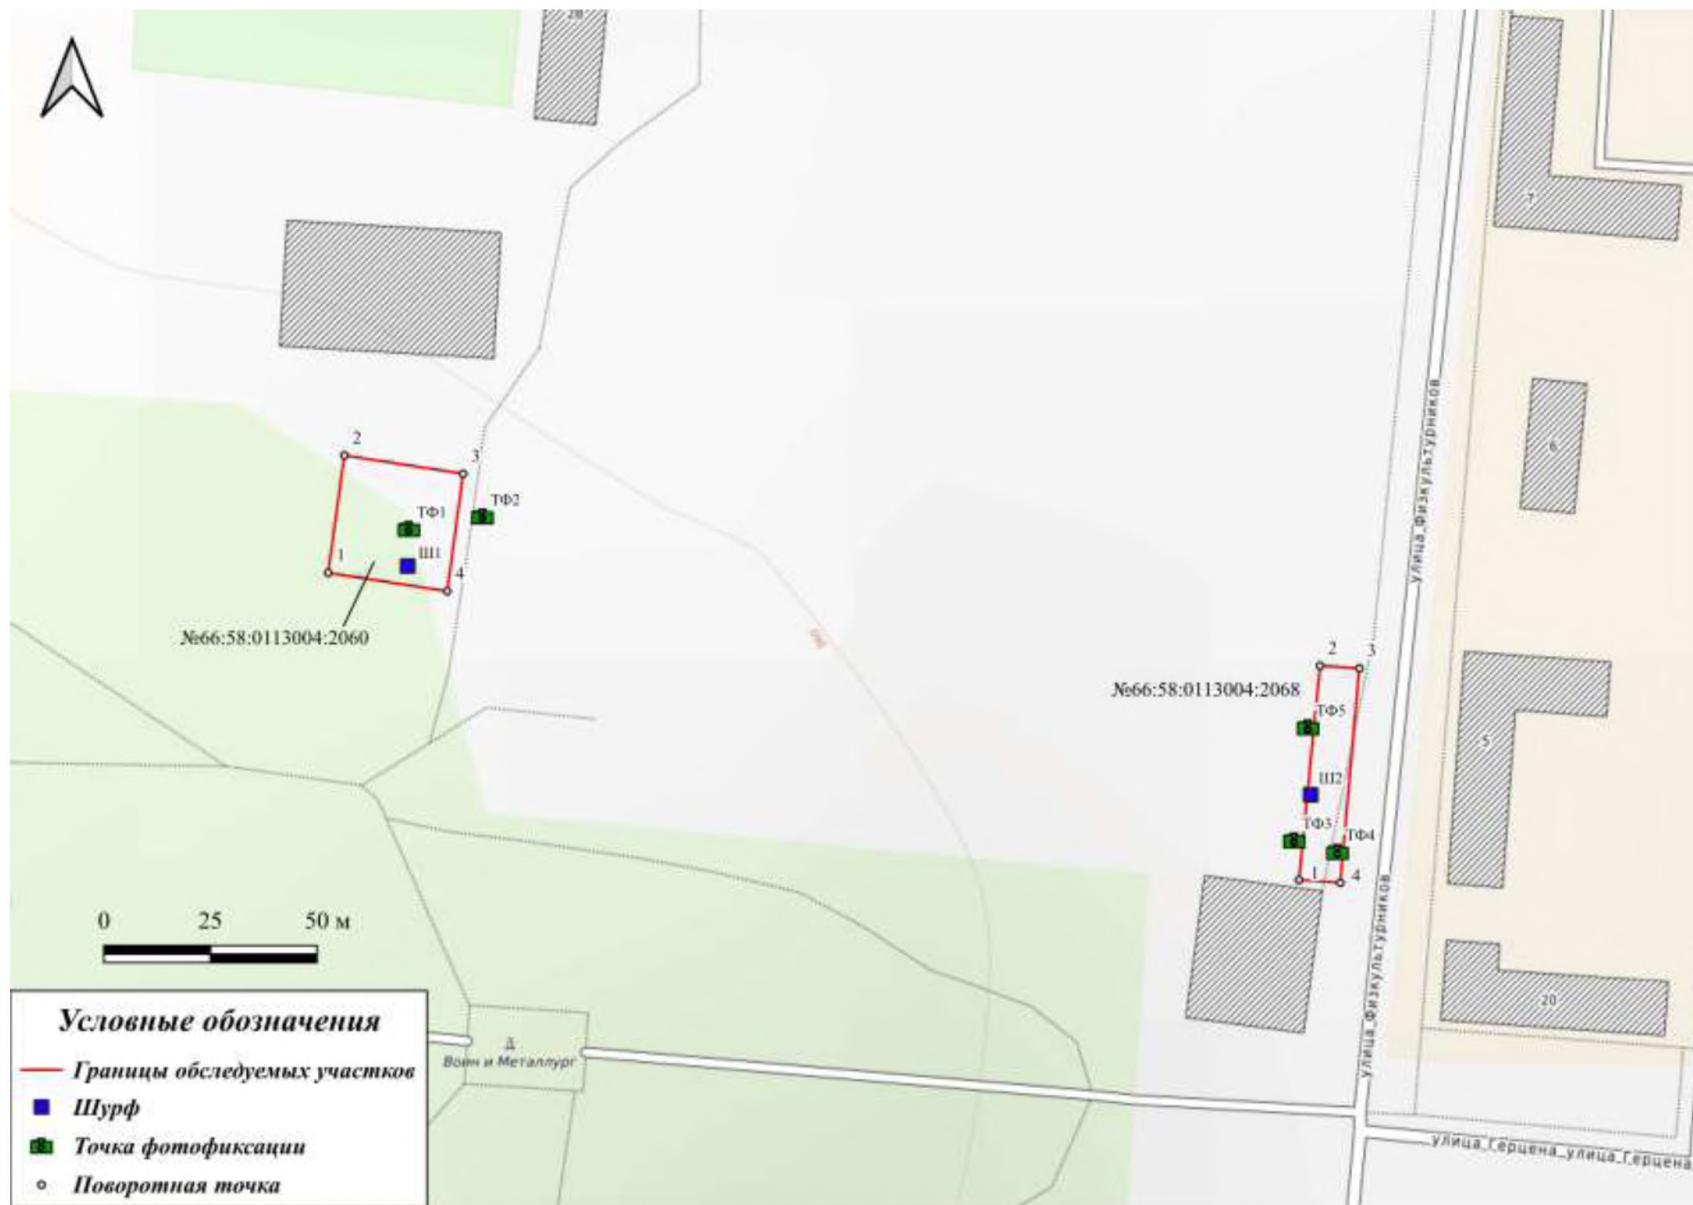 2В
7
6
улица_Физкультурников
2
3
ТФ2
ТФ1
1
Ш1
4
№66:58:0113004:2060
2
3
№66:58:0113004:2068
ТФ5
5
Ш2
ТФ3
ТФ4
1
4
улица_Физкультурников
0 25 50 м
20
Условные обозначения
Границы обследуемых участков
Шурф
Точка фотофиксации
Поворотная точка
Воин и Металлург
улица_Герцена_улица_Герцена